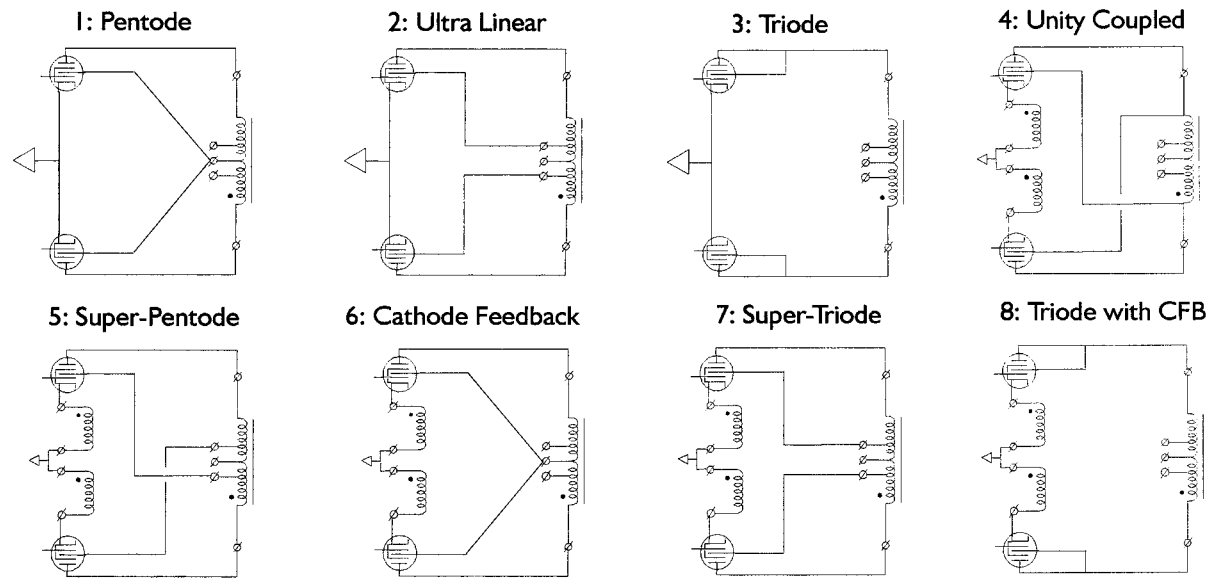 1: Pentode
2: Ultra Linear
3: Triode
4: Unity Coupled
5: Super-Pentode
6: Cathode Feedback
7: Super-Triode
8: Triode with CFB